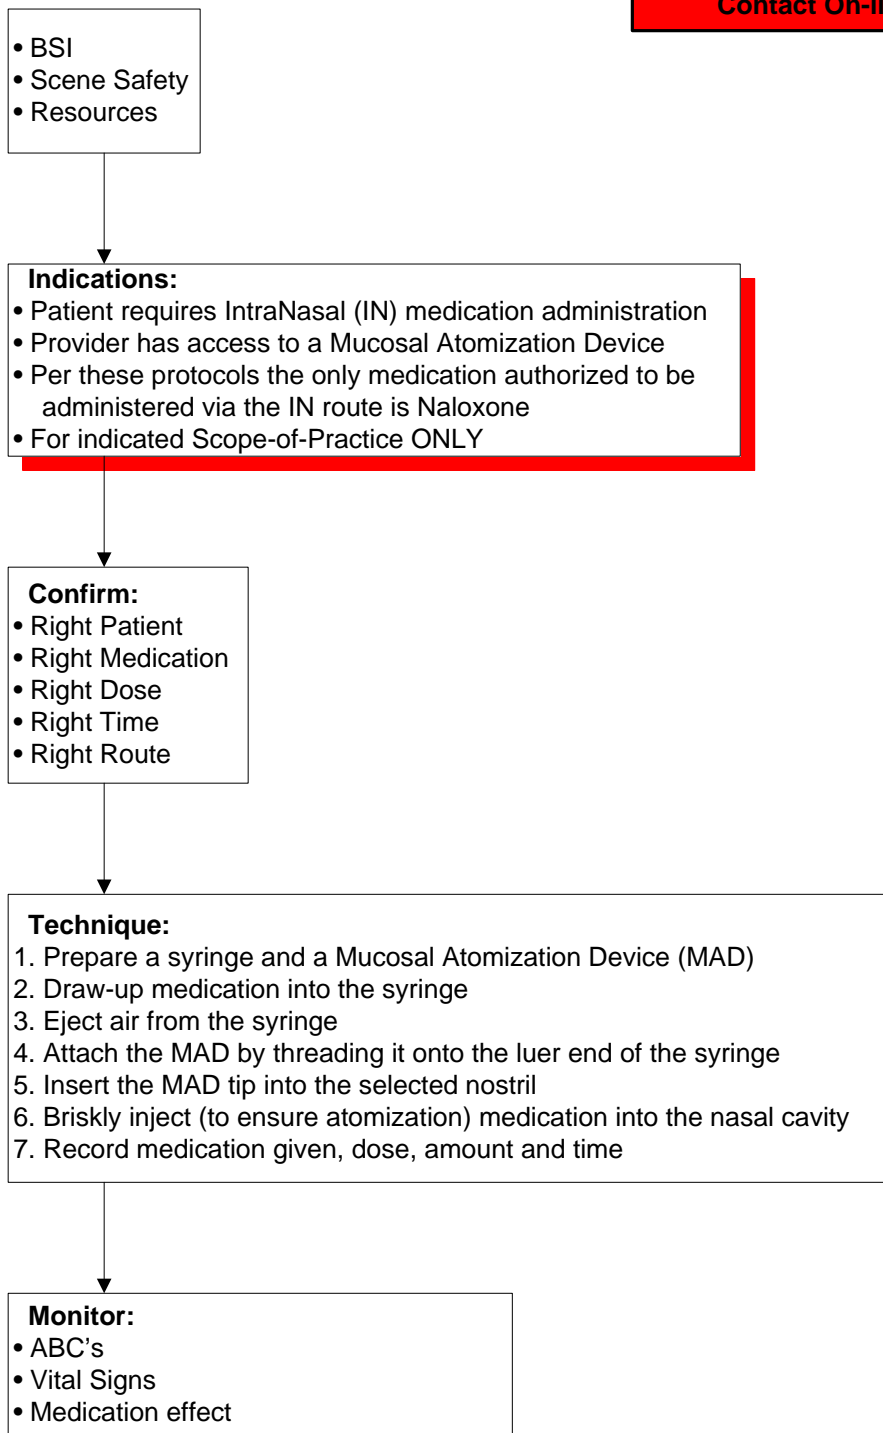 Contact On-li
• BSI
• Scene Safety
• Resources
Indications:
• Patient requires IntraNasal (IN) medication administration
• Provider has access to a Mucosal Atomization Device
• Per these protocols the only medication authorized to be
administered via the IN route is Naloxone
• For indicated Scope-of-Practice ONLY
Confirm:
• Right Patient
• Right Medication
• Right Dose
• Right Time
• Right Route
Technique:
1. Prepare a syringe and a Mucosal Atomization Device (MAD)
2. Draw-up medication into the syringe
3. Eject air from the syringe
4. Attach the MAD by threading it onto the luer end of the syringe
5. Insert the MAD tip into the selected nostril
6. Briskly inject (to ensure atomization) medication into the nasal cavity
7. Record medication given, dose, amount and time
Monitor:
• ABC’s
• Vital Signs
• Medication effect